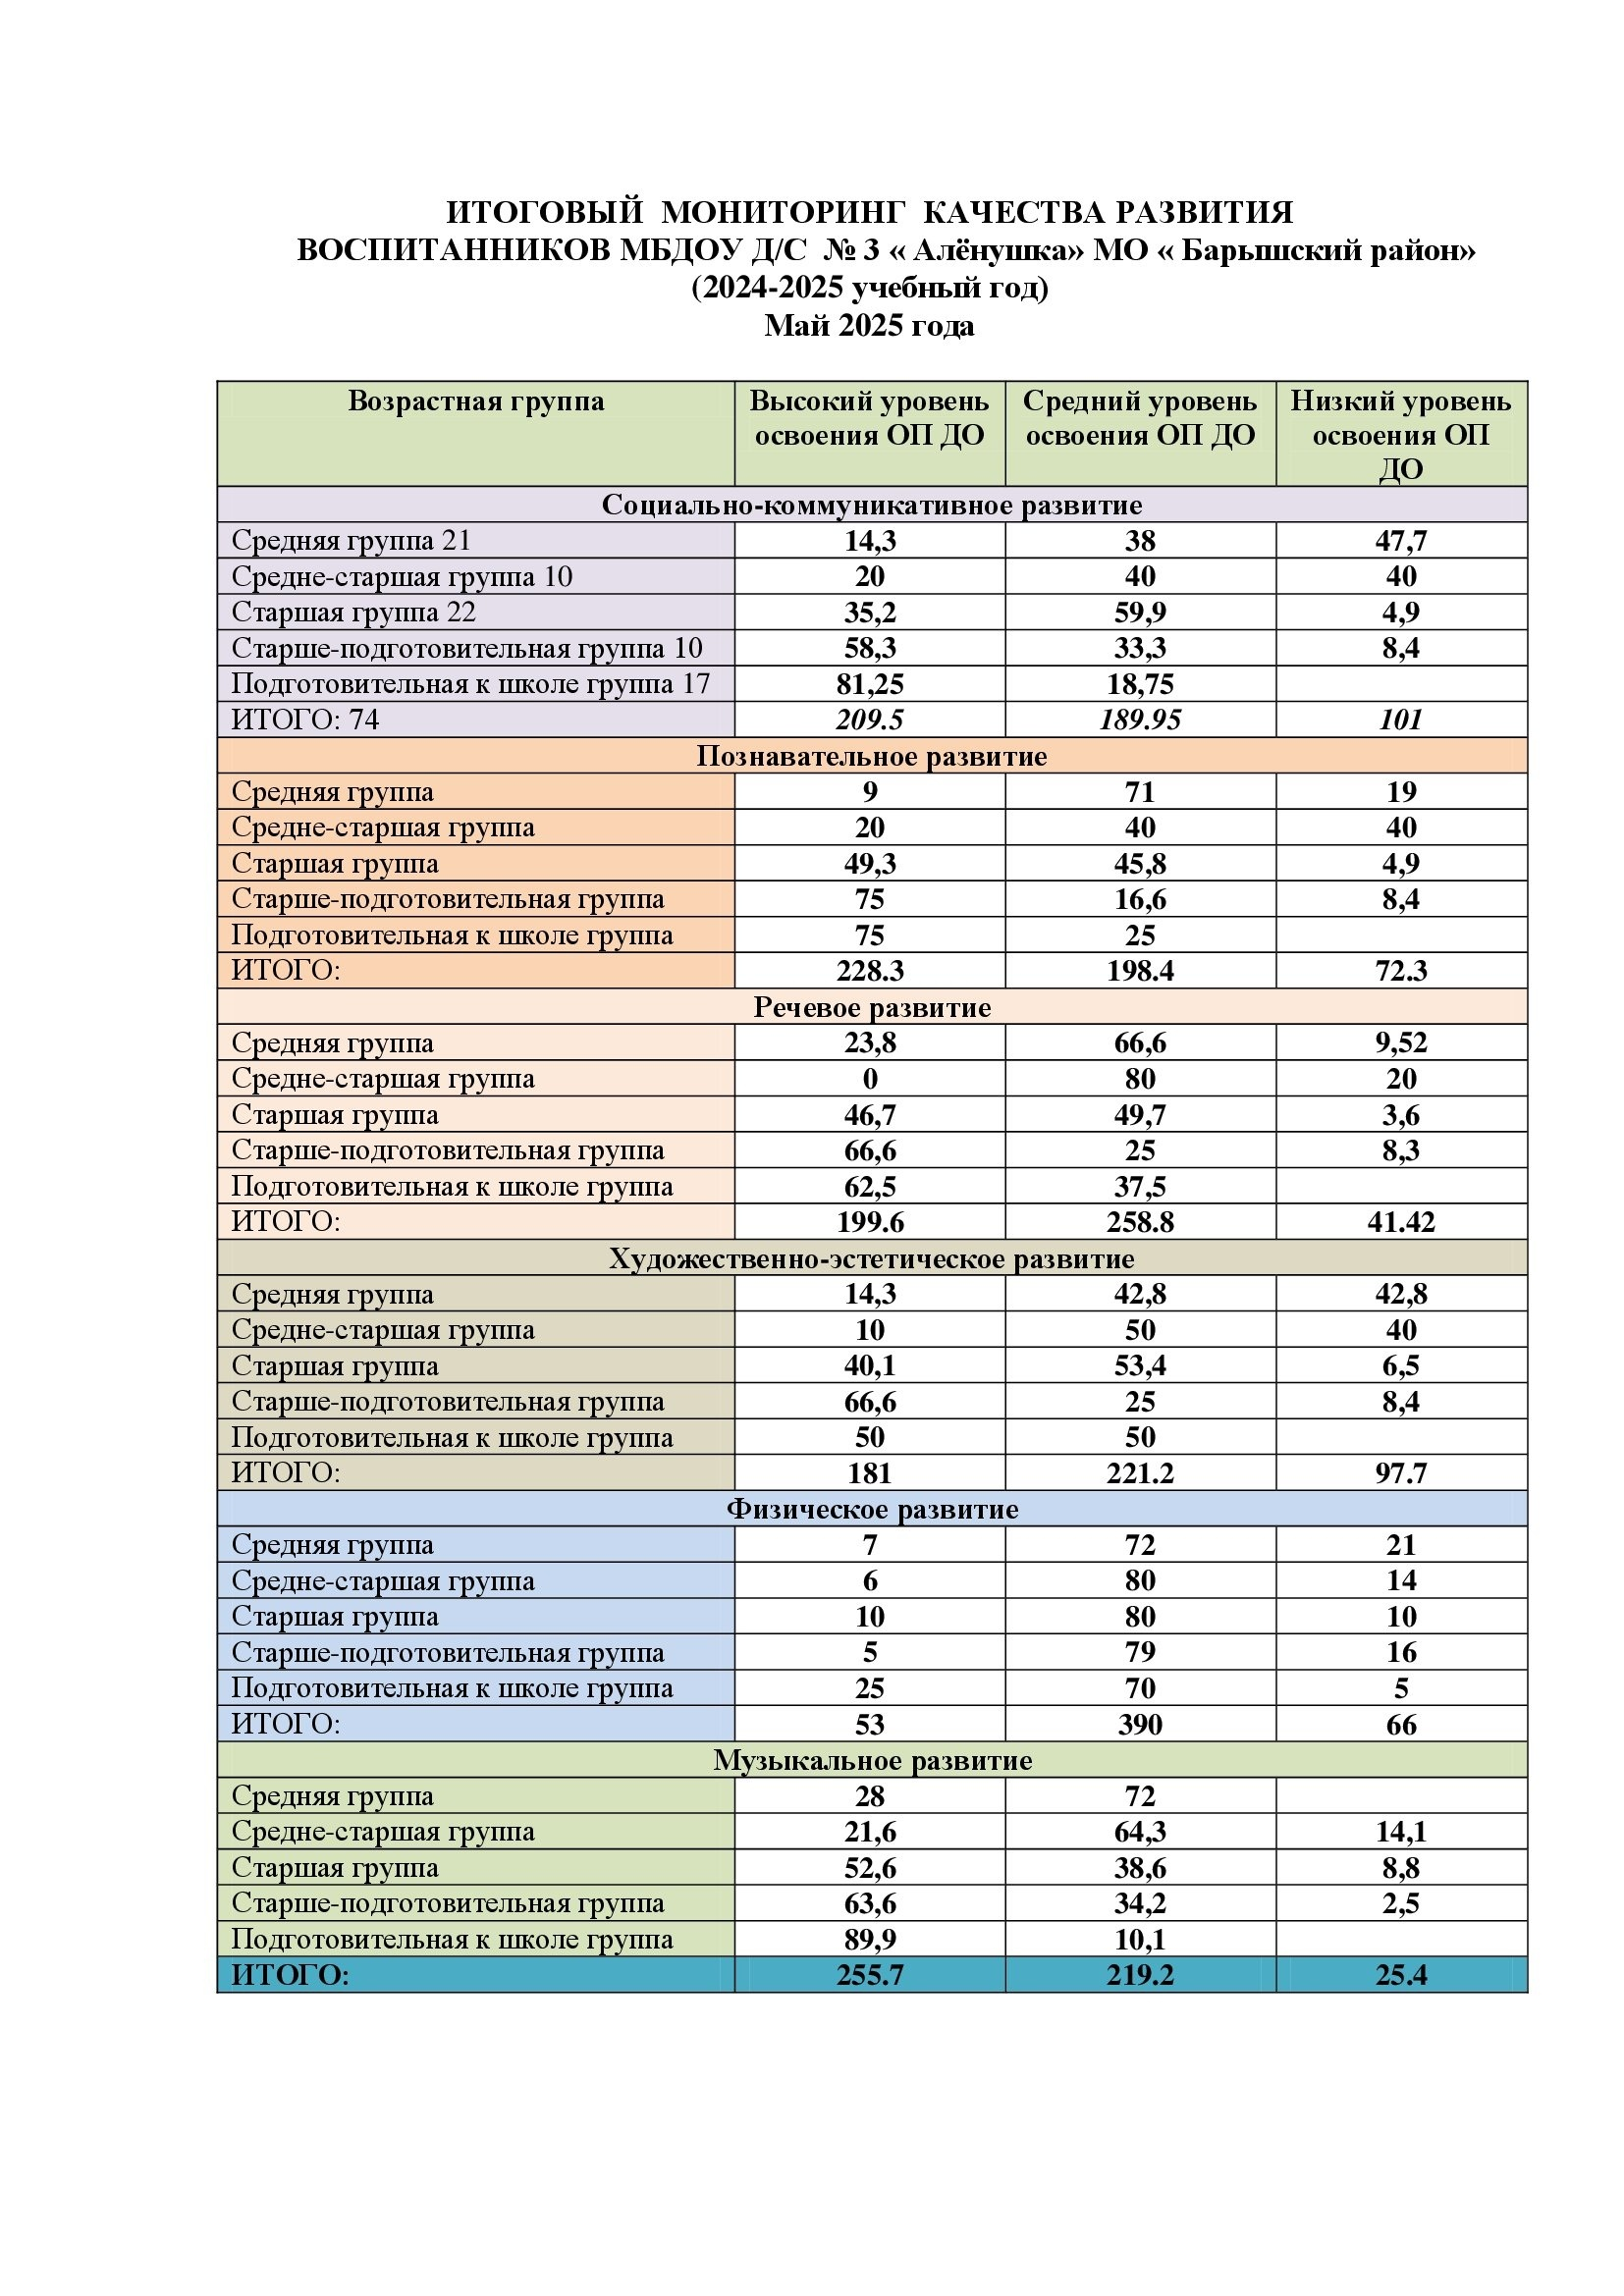 ИТОГОВЫЙ МОНИТОРИНГ КАЧЕСТВА РАЗВИТИЯ
ВОСПИТАННИКОВ МБДОУ Д/С № 3 « Алёнушка» МО « Барышский район»
(2024-2025 учебный год)
Май 2025 года
Возрастная группа Высокий уровень освоения ОП ДО Средний уровень освоения ОП ДО Низкий уровень освоения ОП ДО
Социально-коммуникативное развитие
Средняя группа 21 14,3 38 47,7
Средне-старшая группа 10 20 40 40
Старшая группа 22 35,2 59,9 4,9
Старше-подготовительная группа 10 58,3 33,3 8,4
Подготовительная к школе группа 17 81,25 18,75
ИТОГО: 74 209.5 189.95 101
Познавательное развитие
Средняя группа 9 71 19
Средне-старшая группа 20 40 40
Старшая группа 49,3 45,8 4,9
Старше-подготовительная группа 75 16,6 8,4
Подготовительная к школе группа 75 25
ИТОГО: 228.3 198.4 72.3
Речевое развитие
Средняя группа 23,8 66,6 9,52
Средне-старшая группа 0 80 20
Старшая группа 46,7 49,7 3,6
Старше-подготовительная группа 66,6 25 8,3
Подготовительная к школе группа 62,5 37,5
ИТОГО: 199.6 258.8 41.42
Художественно-эстетическое развитие
Средняя группа 14,3 42,8 42,8
Средне-старшая группа 10 50 40
Старшая группа 40,1 53,4 6,5
Старше-подготовительная группа 66,6 25 8,4
Подготовительная к школе группа 50 50
ИТОГО: 181 221.2 97.7
Физическое развитие
Средняя группа 7 72 21
Средне-старшая группа 6 80 14
Старшая группа 10 80 10
Старше-подготовительная группа 5 79 16
Подготовительная к школе группа 25 70 5
ИТОГО: 53 390 66
Музыкальное развитие
Средняя группа 28 72
Средне-старшая группа 21,6 64,3 14,1
Старшая группа 52,6 38,6 8,8
Старше-подготовительная группа 63,6 34,2 2,5
Подготовительная к школе группа 89,9 10,1
ИТОГО: 255.7 219.2 25.4